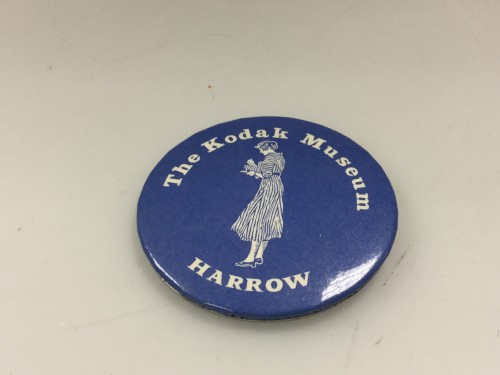 The Kodak Museum
HARROW